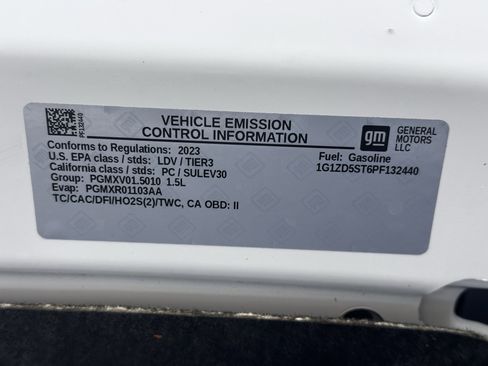 PF132440
VEHICLE EMISSION
CONTROL INFORMATION
gm
GENERAL
MOTORS
LLC
Conforms to Regulations: 2023
U.S. EPA class / stds: LDV / TIER3
California class / stds: PC / SULEV30
Group: PGMXV01.5010 1.5L
Evap: PGMXR01103AA
TC/CAC/DFI/HO2S(2)/TWC, CA OBD: II
Fuel: Gasoline
1G1ZD5ST6PF132440